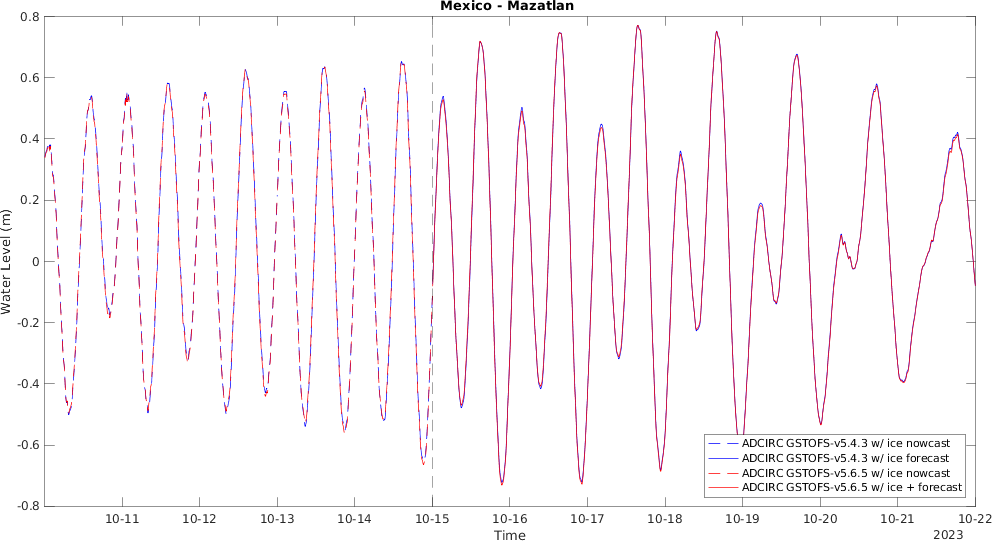 Mexico - Mazatlan
0.8
0.6
0.4
0.2
0
-0.2
-0.4
-0.6
-0.8
Water Level (m)
ADCIRC GSTOFS-v5.4.3 w/ ice nowcast
ADCIRC GSTOFS-v5.4.3 w/ ice forecast
ADCIRC GSTOFS-v5.6.5 w/ ice nowcast
ADCIRC GSTOFS-v5.6.5 w/ ice + forecast
10-11 10-12 10-13 10-14 10-15 10-16 10-17 10-18 10-19 10-20 10-21 10-22
Time
2023